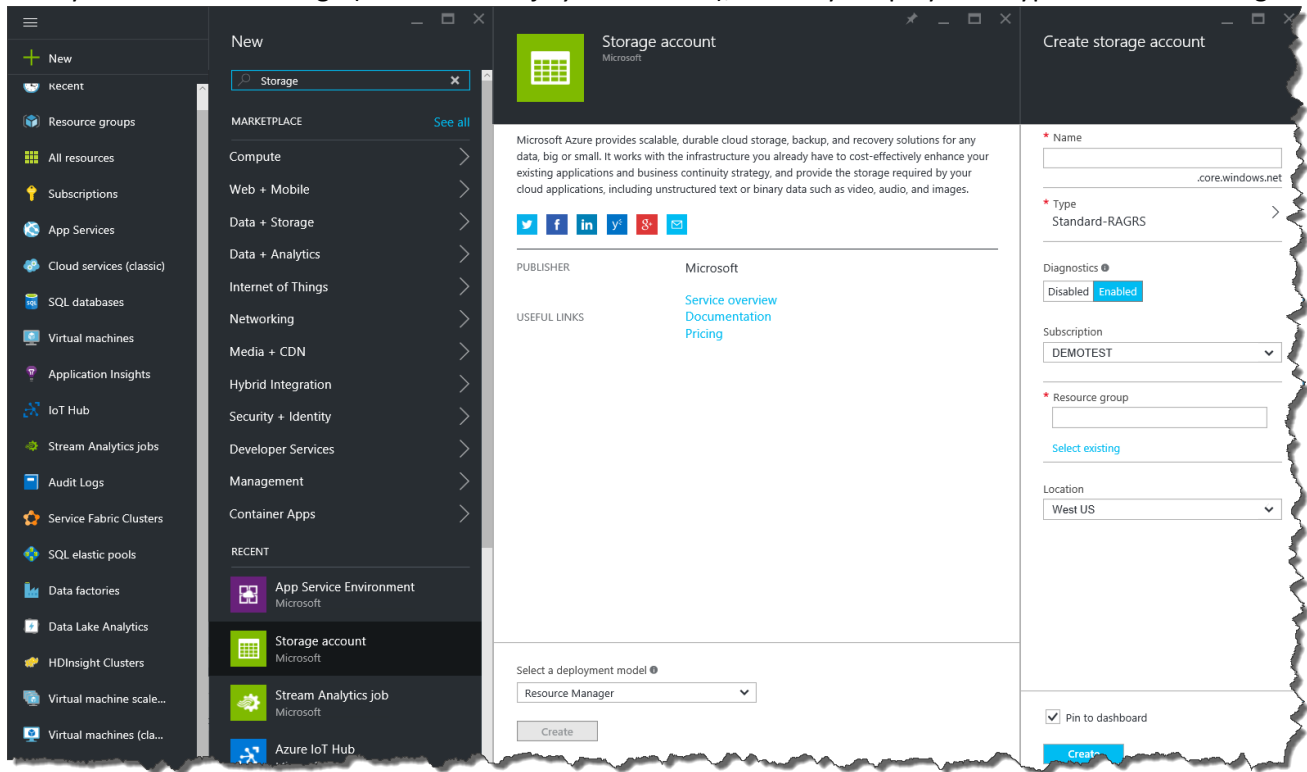 New
Recent
Resource groups
All resources
Subscriptions
App Services
Cloud services (classic)
SQL databases
Virtual machines
Application Insights
IoT Hub
Stream Analytics jobs
Audit Logs
Service Fabric Clusters
SQL elastic pools
Data factories
Data Lake Analytics
HDInsight Clusters
Virtual machine scale...
Virtual machines (cla...
New
Storage
MARKETPLACE See all
Compute
Web + Mobile
Data + Storage
Data + Analytics
Internet of Things
Networking
Media + CDN
Hybrid Integration
Security + Identity
Developer Services
Management
Container Apps
RECENT
App Service Environment
Microsoft
Storage account
Microsoft
Stream Analytics job
Microsoft
Azure IoT Hub
Storage account
Microsoft
Microsoft Azure provides scalable, durable cloud storage, backup, and recovery solutions for any
data, big or small. It works with the infrastructure you already have to cost-effectively enhance your
existing applications and business continuity strategy, and provide the storage required by your
cloud applications, including unstructured text or binary data such as video, audio, and images.
PUBLISHER Microsoft
Service overview
USEFUL LINKS Documentation
Pricing
Select a deployment model
Resource Manager
Create
Create storage account
* Name
.core.windows.net
* Type
Standard-RAGRS
Diagnostics
Disabled Enabled
Subscription
DEMOTEST
* Resource group
Select existing
Location
West US
Pin to dashboard
Create